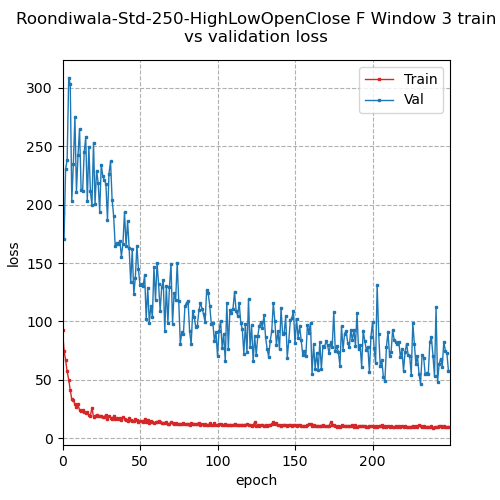 Roondiwala-Std-250-HighLowOpenClose F Window 3 train
vs validation loss
Train
Val
300
250
200
150
100
50
0
loss
0 50 100 150 200
epoch